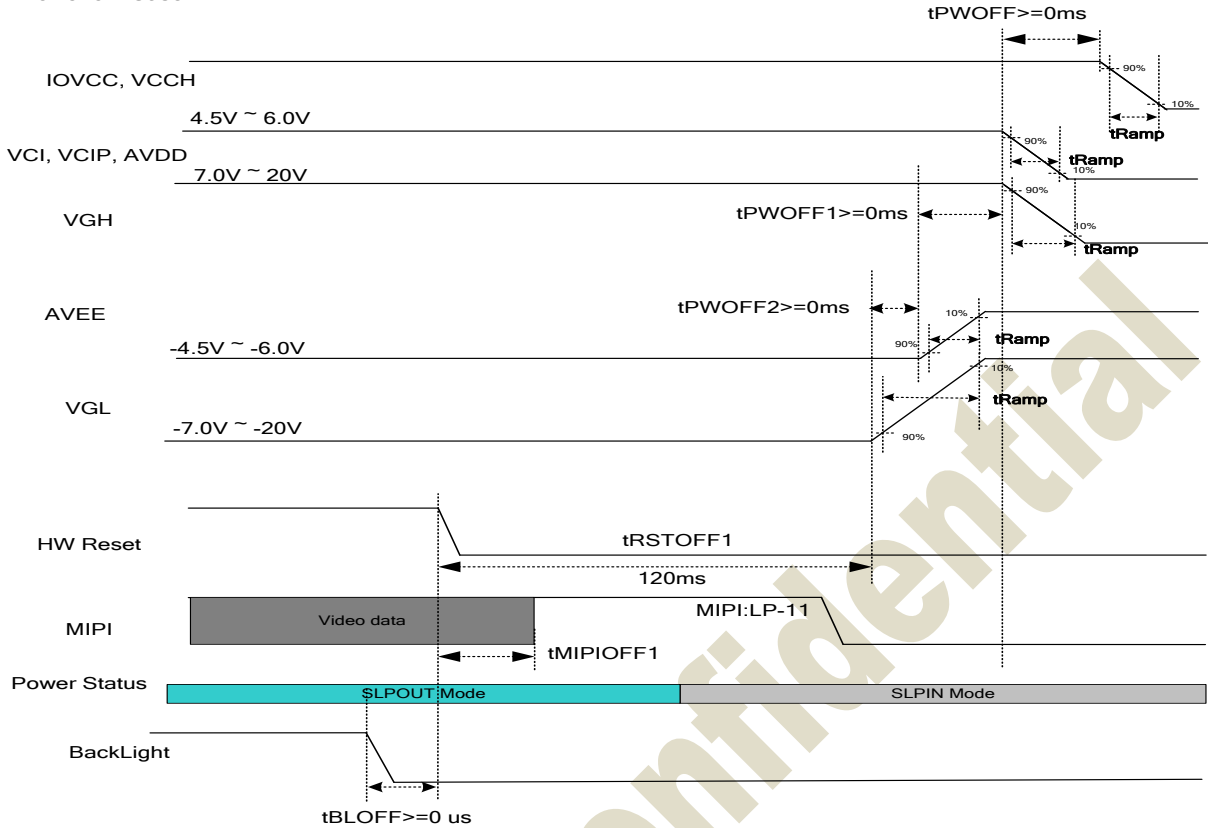 tPWOFF>=0ms
IOVCC, VCCH
90%
10%
tRamp
4.5V ~ 6.0V
VCI, VCIP, AVDD
90%
10%
tRamp
7.0V ~ 20V
VGH
90%
10%
tRamp
tPWOFF1>=0ms
AVEE
tPWOFF2>=0ms
10%
90%
tRamp
-4.5V ~ -6.0V
VGL
10%
tRamp
90%
-7.0V ~ -20V
HW Reset
tRSTOFF1
120ms
MIPI
Video data
MIPI:LP-11
tMIPIOFF1
Power Status
SLPOUT Mode
SLPIN Mode
BackLight
tBLOFF>=0 us
Confidential